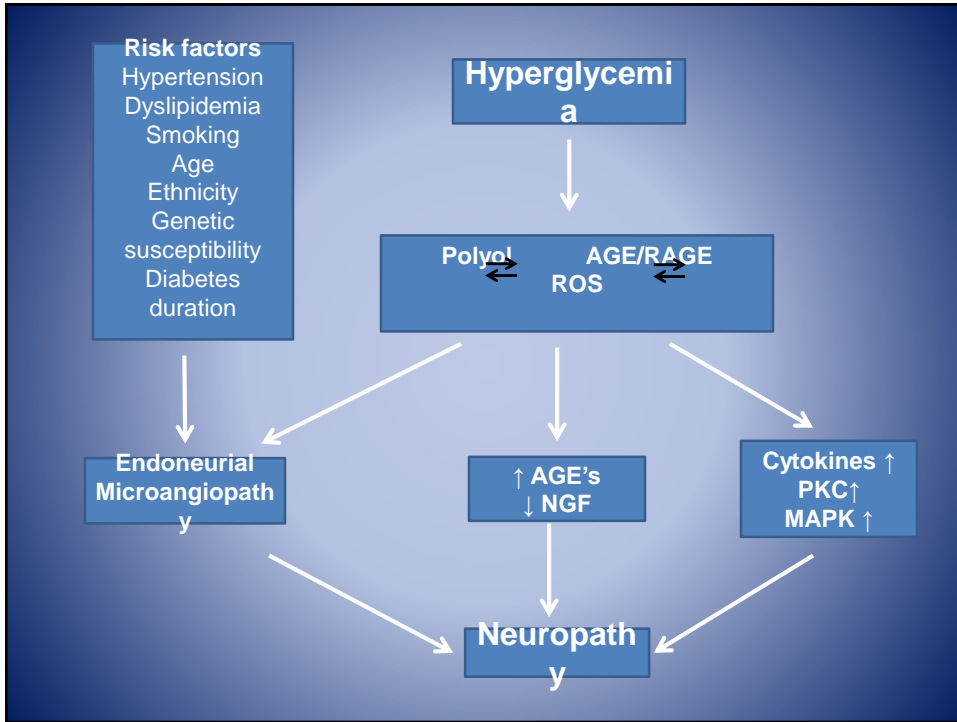 Risk factors
Hypertension
Dyslipidemia
Smoking
Age
Ethnicity
Genetic
susceptibility
Diabetes
duration
Hyperglycemi
a
Polyol AGE/RAGE
ROS
Endoneurial
Microangiopath
y
↑ AGE’s
↓ NGF
Cytokines ↑
PKC↑
MAPK ↑
Neuropath
y